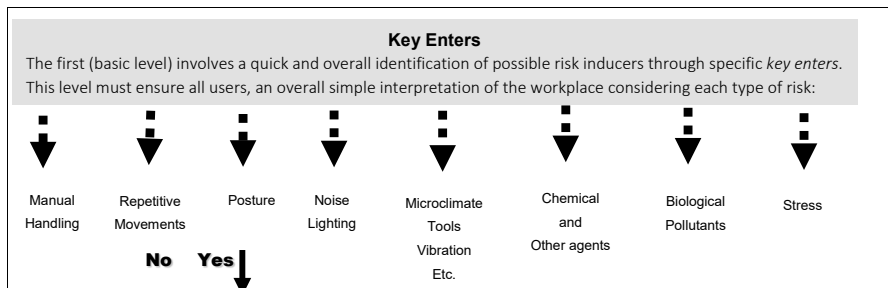 Key Enters
The first (basic level) involves a quick and overall identification of possible risk inducers through specific key enters.
This level must ensure all users, an overall simple interpretation of the workplace considering each type of risk:
Manual
Handling
Repetitive
Movements
Posture
Noise
Lighting
Microclimate
Tools
Vibration
Etc.
Chemical
and
Other agents
Biological
Pollutants
Stress
No Yes